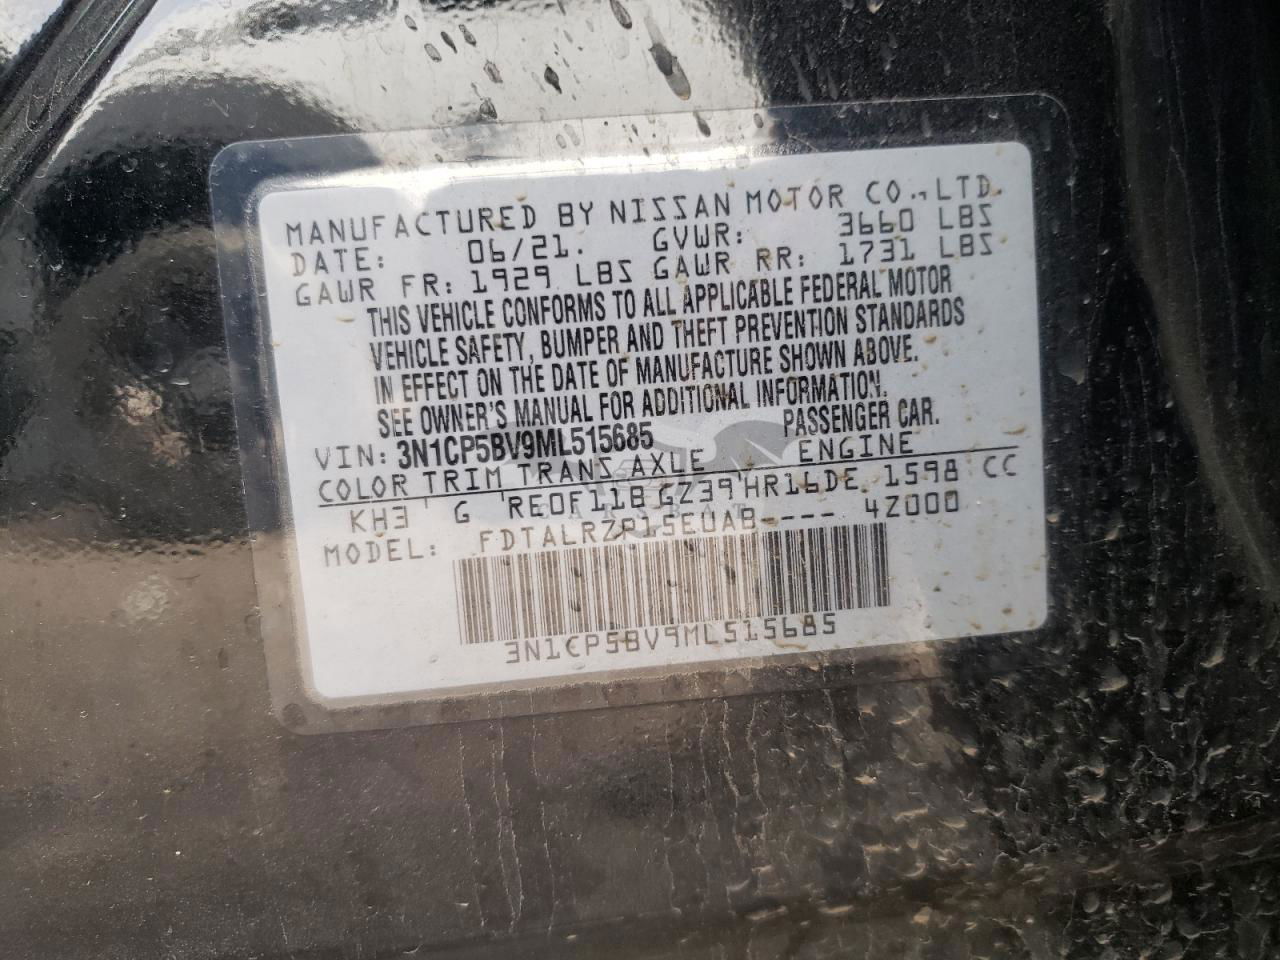 MANUFACTURED BY NISSAN MOTOR CO., LTD.
DATE: 06/21. GVWR: 3660 LBS
GAWR FR: 1929 LBS GAWR RR: 1731 LBS
THIS VEHICLE CONFORMS TO ALL APPLICABLE FEDERAL MOTOR
VEHICLE SAFETY, BUMPER AND THEFT PREVENTION STANDARDS
IN EFFECT ON THE DATE OF MANUFACTURE SHOWN ABOVE.
SEE OWNER'S MANUAL FOR ADDITIONAL INFORMATION.
VIN: 3N1CP5BV9ML515685 PASSENGER CAR.
COLOR TRIM TRANS AXLE ENGINE
KH3 G RE0F11B GZ39 HR16DE 1598 CC
MODEL: FDTALRZP15EUAB---- 4Z000
3N1CP5BV9ML515685